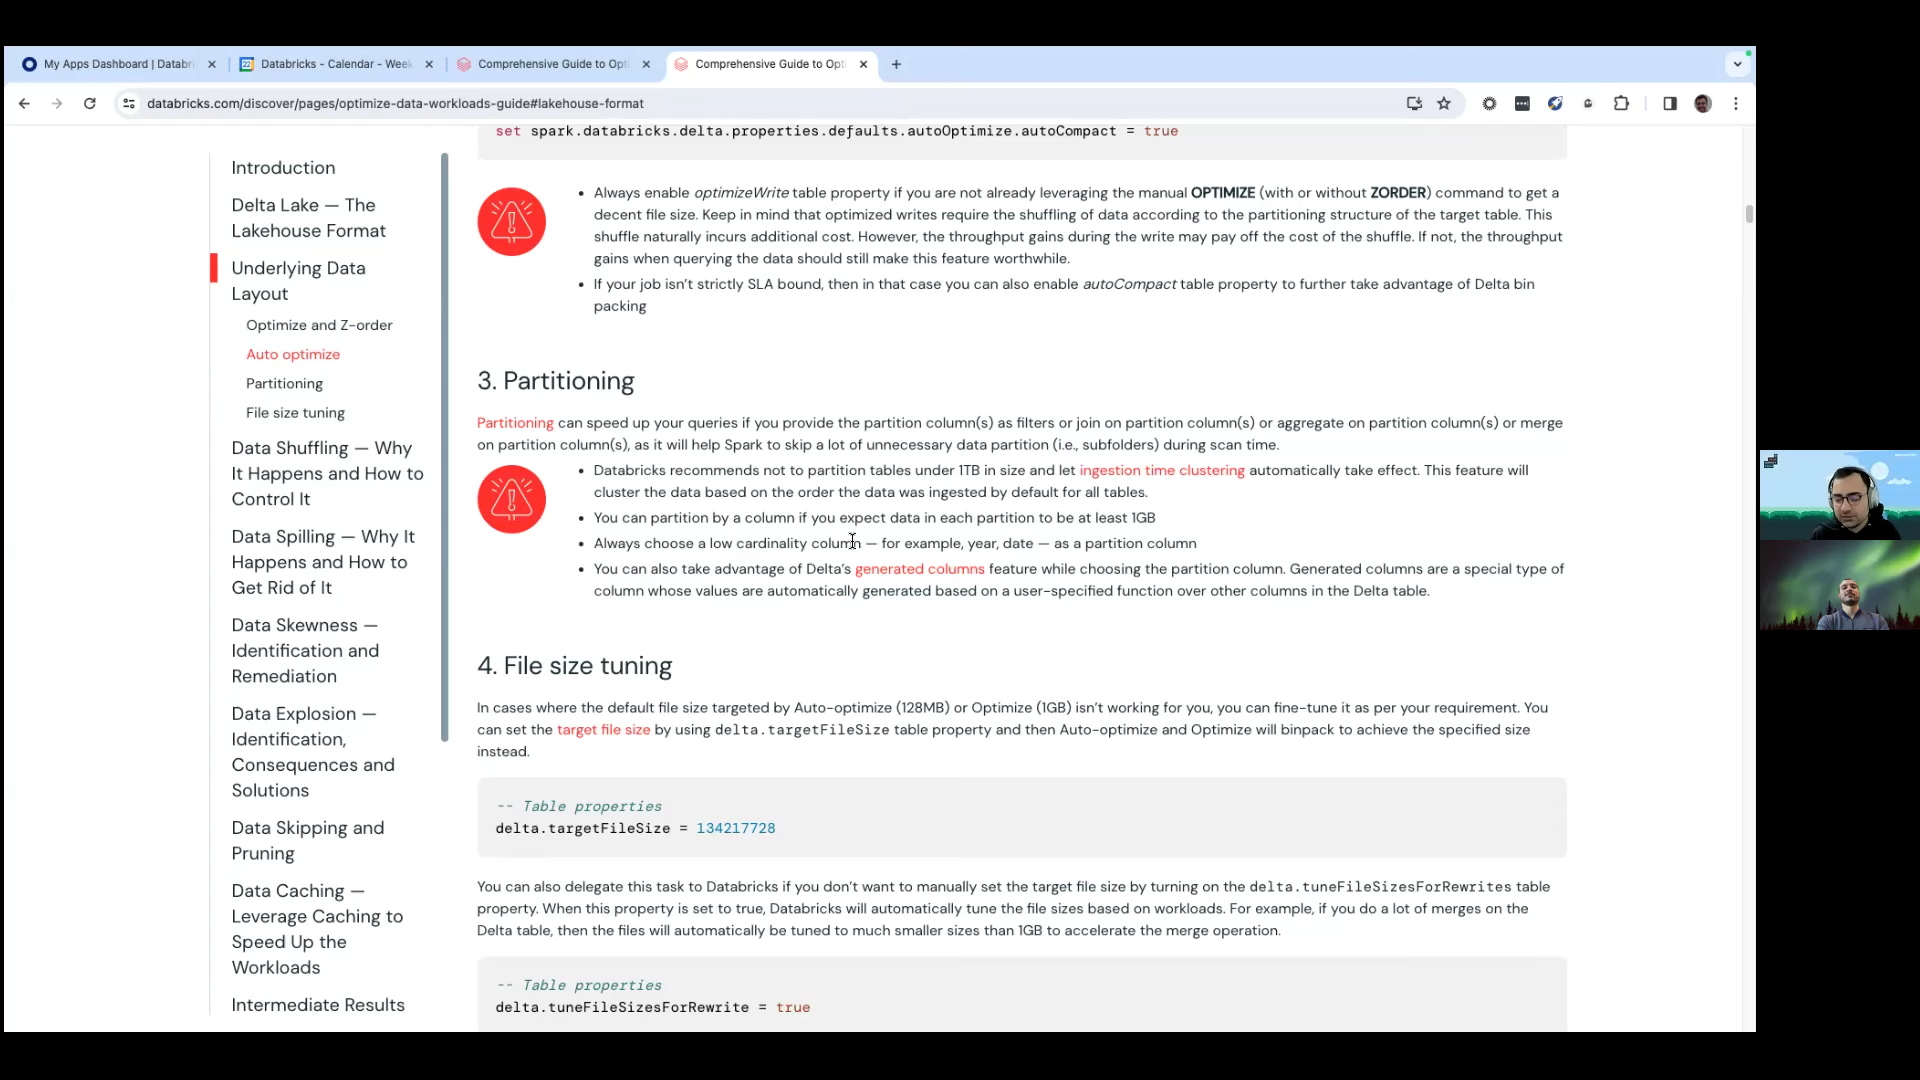 My Apps Dashboard | Databri
Databricks - Calendar - Week
Comprehensive Guide to Opti
Comprehensive Guide to Opti
databricks.com/discover/pages/optimize-data-workloads-guide#lakehouse-format
Introduction
Delta Lake — The
Lakehouse Format
Underlying Data
Layout
Optimize and Z-order
Auto optimize
Partitioning
File size tuning
Data Shuffling — Why
It Happens and How to
Control It
Data Spilling — Why It
Happens and How to
Get Rid of It
Data Skewness —
Identification and
Remediation
Data Explosion —
Identification,
Consequences and
Solutions
Data Skipping and
Pruning
Data Caching —
Leverage Caching to
Speed Up the
Workloads
Intermediate Results
set spark.databricks.delta.properties.defaults.autoOptimize.autoCompact = true
• Always enable optimizeWrite table property if you are not already leveraging the manual OPTIMIZE (with or without ZORDER) command to get a
decent file size. Keep in mind that optimized writes require the shuffling of data according to the partitioning structure of the target table. This
shuffle naturally incurs additional cost. However, the throughput gains during the write may pay off the cost of the shuffle. If not, the throughput
gains when querying the data should still make this feature worthwhile.
• If your job isn't strictly SLA bound, then in that case you can also enable autoCompact table property to further take advantage of Delta bin
packing
3. Partitioning
Partitioning can speed up your queries if you provide the partition column(s) as filters or join on partition column(s) or aggregate on partition column(s) or merge
on partition column(s), as it will help Spark to skip a lot of unnecessary data partition (i.e., subfolders) during scan time.
• Databricks recommends not to partition tables under 1TB in size and let ingestion time clustering automatically take effect. This feature will
cluster the data based on the order the data was ingested by default for all tables.
• You can partition by a column if you expect data in each partition to be at least 1GB
• Always choose a low cardinality column — for example, year, date — as a partition column
• You can also take advantage of Delta's generated columns feature while choosing the partition column. Generated columns are a special type of
column whose values are automatically generated based on a user-specified function over other columns in the Delta table.
4. File size tuning
In cases where the default file size targeted by Auto-optimize (128MB) or Optimize (1GB) isn't working for you, you can fine-tune it as per your requirement. You
can set the target file size by using delta.targetFileSize table property and then Auto-optimize and Optimize will binpack to achieve the specified size
instead.
-- Table properties
delta.targetFileSize = 134217728
You can also delegate this task to Databricks if you don't want to manually set the target file size by turning on the delta.tuneFileSizesForRewrites table
property. When this property is set to true, Databricks will automatically tune the file sizes based on workloads. For example, if you do a lot of merges on the
Delta table, then the files will automatically be tuned to much smaller sizes than 1GB to accelerate the merge operation.
-- Table properties
delta.tuneFileSizesForRewrite = true